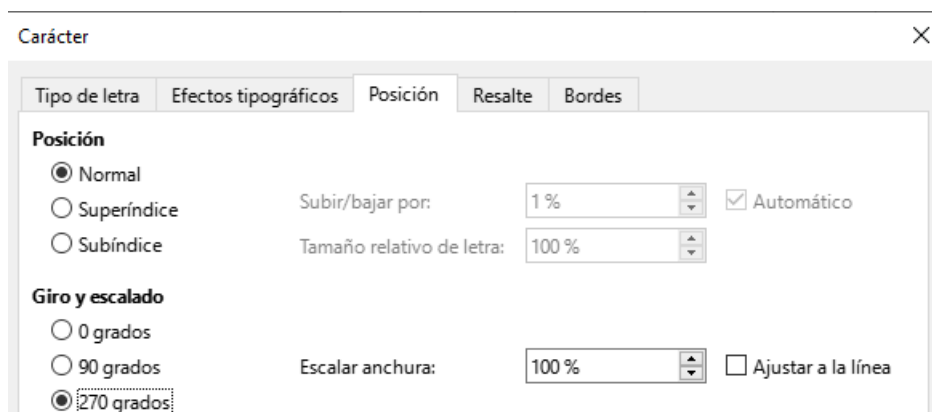 Carácter
Tipo de letra Efectos tipográficos Posición Resalte Bordes
Posición
Normal
Superíndice Subir/bajar por: 1 % Automático
Subíndice Tamaño relativo de letra: 100 %
Giro y escalado
0 grados
90 grados Escalar anchura: 100 % Ajustar a la línea
270 grados